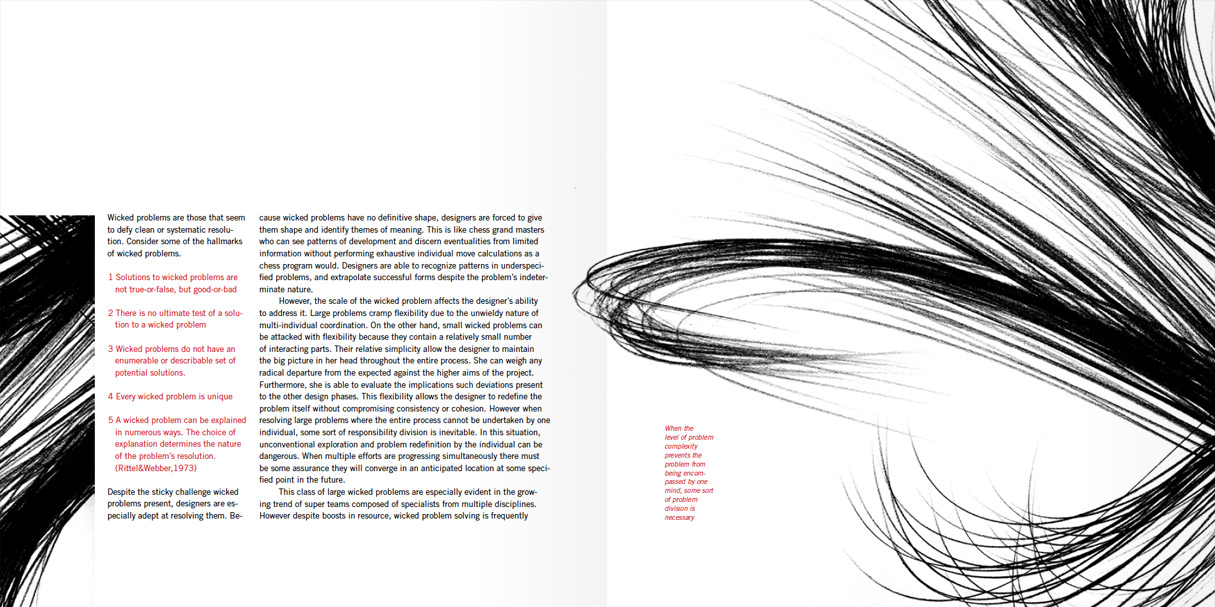 Wicked problems are those that seem
to defy clean or systematic resolu-
tion. Consider some of the hallmarks
of wicked problems.
1 Solutions to wicked problems are
not true-or-false, but good-or-bad
2 There is no ultimate test of a solu-
tion to a wicked problem
3 Wicked problems do not have an
enumerable or describable set of
potential solutions.
4 Every wicked problem is unique
5 A wicked problem can be explained
in numerous ways. The choice of
explanation determines the nature
of the problem's resolution.
(Rittel&Webber,1973)
Despite the sticky challenge wicked
problems present, designers are es-
pecially adept at resolving them. Be-
cause wicked problems have no definitive shape, designers are forced to give
them shape and identify themes of meaning. This is like chess grand masters
who can see patterns of development and discern eventualities from limited
information without performing exhaustive individual move calculations as a
chess program would. Designers are able to recognize patterns in underspeci-
fied problems, and extrapolate successful forms despite the problem's indeter-
minate nature.
However, the scale of the wicked problem affects the designer's ability
to address it. Large problems cramp flexibility due to the unwieldy nature of
multi-individual coordination. On the other hand, small wicked problems can
be attacked with flexibility because they contain a relatively small number
of interacting parts. Their relative simplicity allow the designer to maintain
the big picture in her head throughout the entire process. She can weigh any
radical departure from the expected against the higher aims of the project.
Furthermore, she is able to evaluate the implications such deviations present
to the other design phases. This flexibility allows the designer to redefine the
problem itself without compromising consistency or cohesion. However when
resolving large problems where the entire process cannot be undertaken by one
individual, some sort of responsibility division is inevitable. In this situation,
unconventional exploration and problem redefinition by the individual can be
dangerous. When multiple efforts are progressing simultaneously there must
be some assurance they will converge in an anticipated location at some speci-
fied point in the future.
This class of large wicked problems are especially evident in the grow-
ing trend of super teams composed of specialists from multiple disciplines.
However despite boosts in resource, wicked problem solving is frequently
When the
level of problem
complexity
prevents the
problem from
being encom-
passed by one
mind, some sort
of problem
division is
necessary